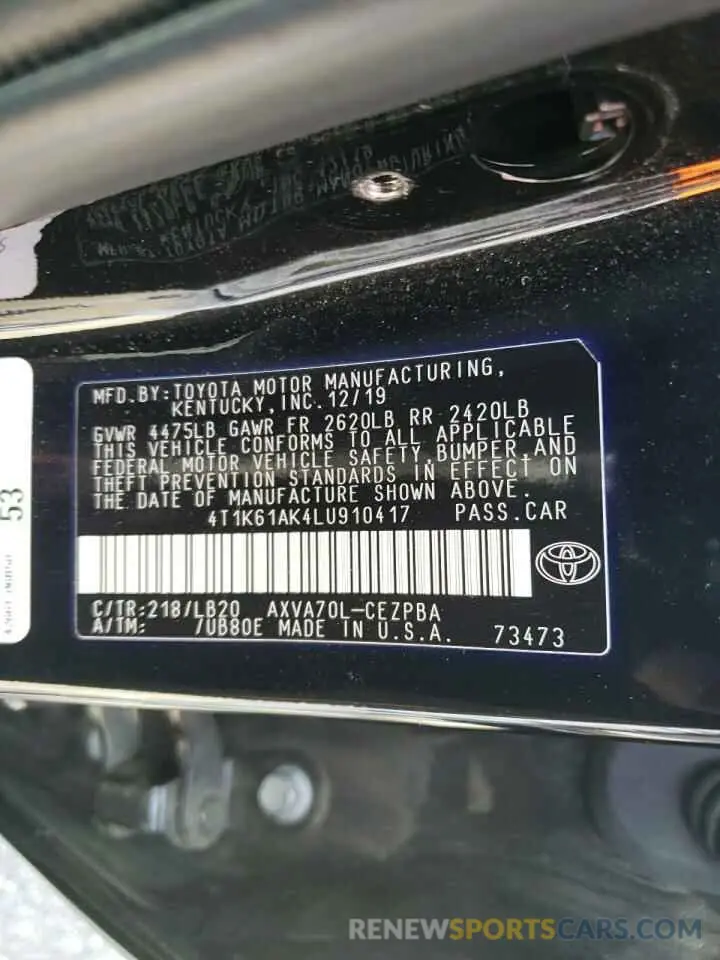 MFD.BY:TOYOTA MOTOR MANUFACTURING,
KENTUCKY,INC. 12/19
GVWR 4475LB GAWR FR 2620LB RR 2420LB
THIS VEHICLE CONFORMS TO ALL APPLICABLE
FEDERAL MOTOR VEHICLE SAFETY,BUMPER,AND
THEFT PREVENTION STANDARDS IN EFFECT ON
THE DATE OF MANUFACTURE SHOWN ABOVE.
4T1K61AK4LU910417 PASS.CAR
C/TR:218/LB20 AXVA70L-CEZPBA
A/TM: 7UB80E MADE IN U.S.A. 73473
53
RENEWSPORTSCARS.COM